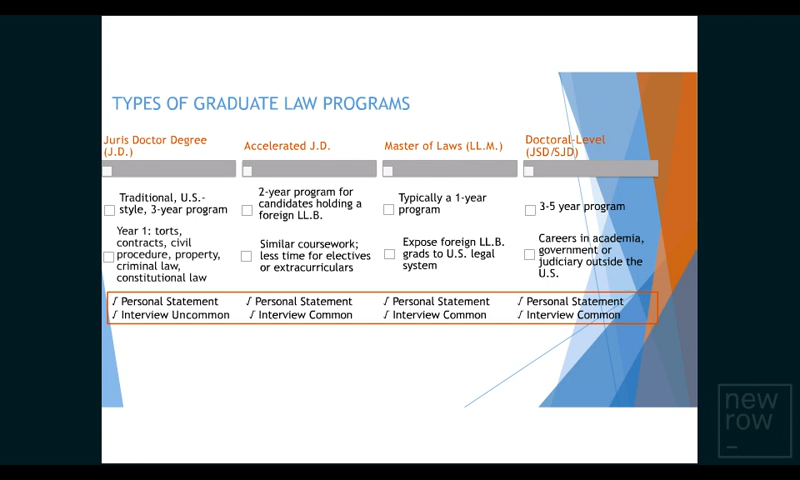 TYPES OF GRADUATE LAW PROGRAMS
Juris Doctor Degree
(J.D.)
Traditional, U.S.-
style, 3-year program
Year 1: torts,
contracts, civil
procedure, property,
criminal law,
constitutional law
Accelerated J.D.
2-year program for
candidates holding a
foreign LL.B.
Similar coursework;
less time for electives
or extracurriculars
Master of Laws (LL.M.)
Typically a 1-year
program
Expose foreign LL.B.
grads to U.S. legal
system
Doctoral-Level
(JSD/SJD)
3-5 year program
Careers in academia,
government or
judiciary outside the
U.S.
∫ Personal Statement
∫ Interview Uncommon
∫ Personal Statement
∫ Interview Common
∫ Personal Statement
∫ Interview Common
∫ Personal Statement
∫ Interview Common
new
row